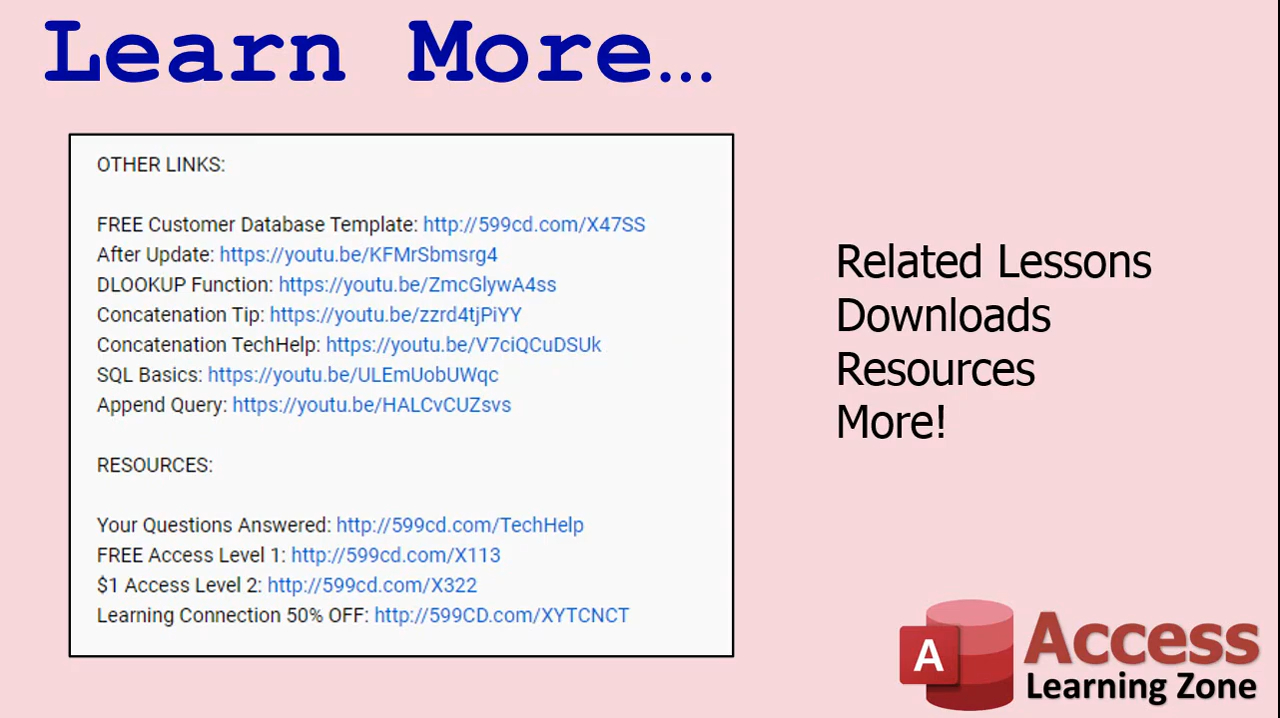 Learn More...
OTHER LINKS:
FREE Customer Database Template: http://599cd.com/X47SS
After Update: https://youtu.be/KFMrSbmsrg4
DLOOKUP Function: https://youtu.be/ZmcGlywA4ss
Concatenation Tip: https://youtu.be/zzrd4tjPiYY
Concatenation TechHelp: https://youtu.be/V7ciQCuDSUk
SQL Basics: https://youtu.be/ULEmUobUWqc
Append Query: https://youtu.be/HALCvCUZsvs
RESOURCES:
Your Questions Answered: http://599cd.com/TechHelp
FREE Access Level 1: http://599cd.com/X113
$1 Access Level 2: http://599cd.com/X322
Learning Connection 50% OFF: http://599CD.com/XYTCNCT
Related Lessons
Downloads
Resources
More!
A
Access
Learning Zone